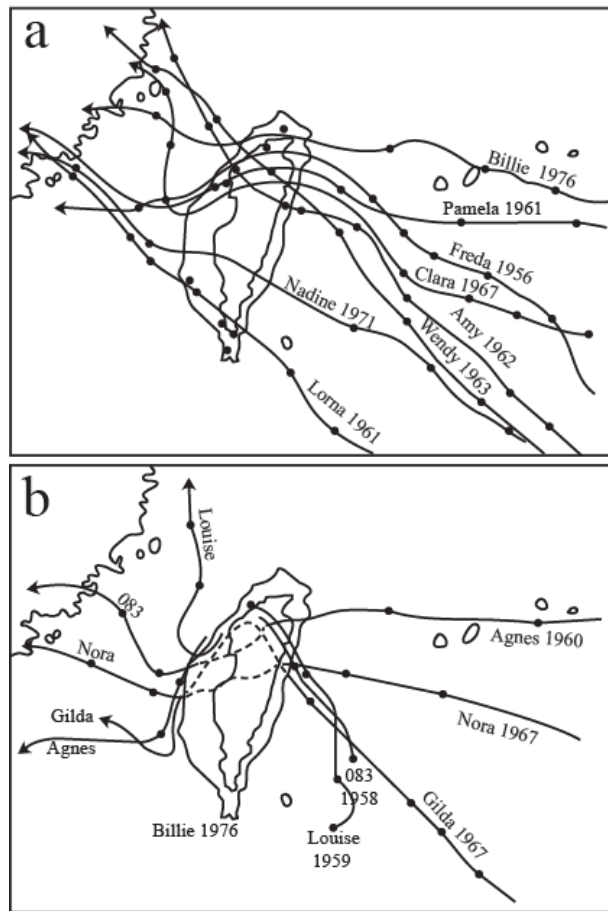 a
Billie 1976
Pamela 1961
Freda 1956
Clara 1967
Amy 1962
Wendy 1963
Nadine 1971
Lorna 1961
b
Louise
083
Agnes 1960
Nora
Nora 1967
Gilda
Agnes
083
1958
Gilda 1967
Billie 1976
Louise
1959